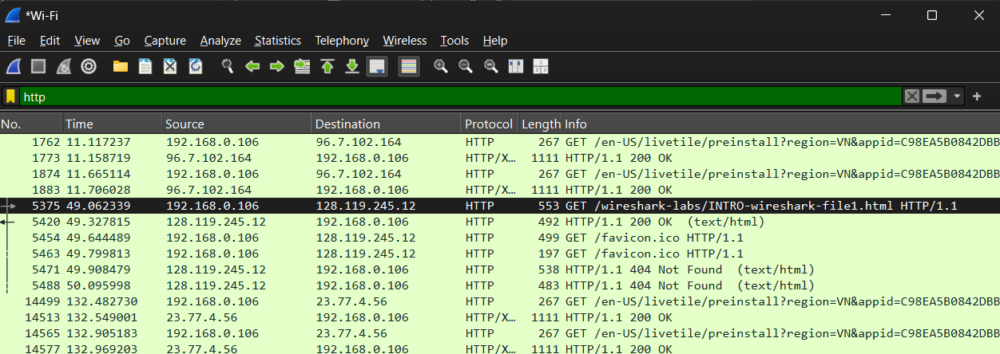 *Wi-Fi
File Edit View Go Capture Analyze Statistics Telephony Wireless Tools Help
http
No. Time Source Destination Protocol Length Info
1762 11.117237 192.168.0.106 96.7.102.164 HTTP 267 GET /en-US/livetile/preinstall?region=VN&appid=C98EA5B0842DBB
1773 11.158719 96.7.102.164 192.168.0.106 HTTP/X… 1111 HTTP/1.1 200 OK
1874 11.665114 192.168.0.106 96.7.102.164 HTTP 267 GET /en-US/livetile/preinstall?region=VN&appid=C98EA5B0842DBB
1883 11.706028 96.7.102.164 192.168.0.106 HTTP/X… 1111 HTTP/1.1 200 OK
5375 49.062339 192.168.0.106 128.119.245.12 HTTP 553 GET /wireshark-labs/INTRO-wireshark-file1.html HTTP/1.1
5420 49.327815 128.119.245.12 192.168.0.106 HTTP 492 HTTP/1.1 200 OK (text/html)
5454 49.644489 192.168.0.106 128.119.245.12 HTTP 499 GET /favicon.ico HTTP/1.1
5463 49.799813 192.168.0.106 128.119.245.12 HTTP 197 GET /favicon.ico HTTP/1.1
5471 49.908479 128.119.245.12 192.168.0.106 HTTP 538 HTTP/1.1 404 Not Found (text/html)
5488 50.095998 128.119.245.12 192.168.0.106 HTTP 483 HTTP/1.1 404 Not Found (text/html)
14499 132.482730 192.168.0.106 23.77.4.56 HTTP 267 GET /en-US/livetile/preinstall?region=VN&appid=C98EA5B0842DBB
14513 132.549001 23.77.4.56 192.168.0.106 HTTP/X… 1111 HTTP/1.1 200 OK
14565 132.905183 192.168.0.106 23.77.4.56 HTTP 267 GET /en-US/livetile/preinstall?region=VN&appid=C98EA5B0842DBB
14577 132.969203 23.77.4.56 192.168.0.106 HTTP/X… 1111 HTTP/1.1 200 OK